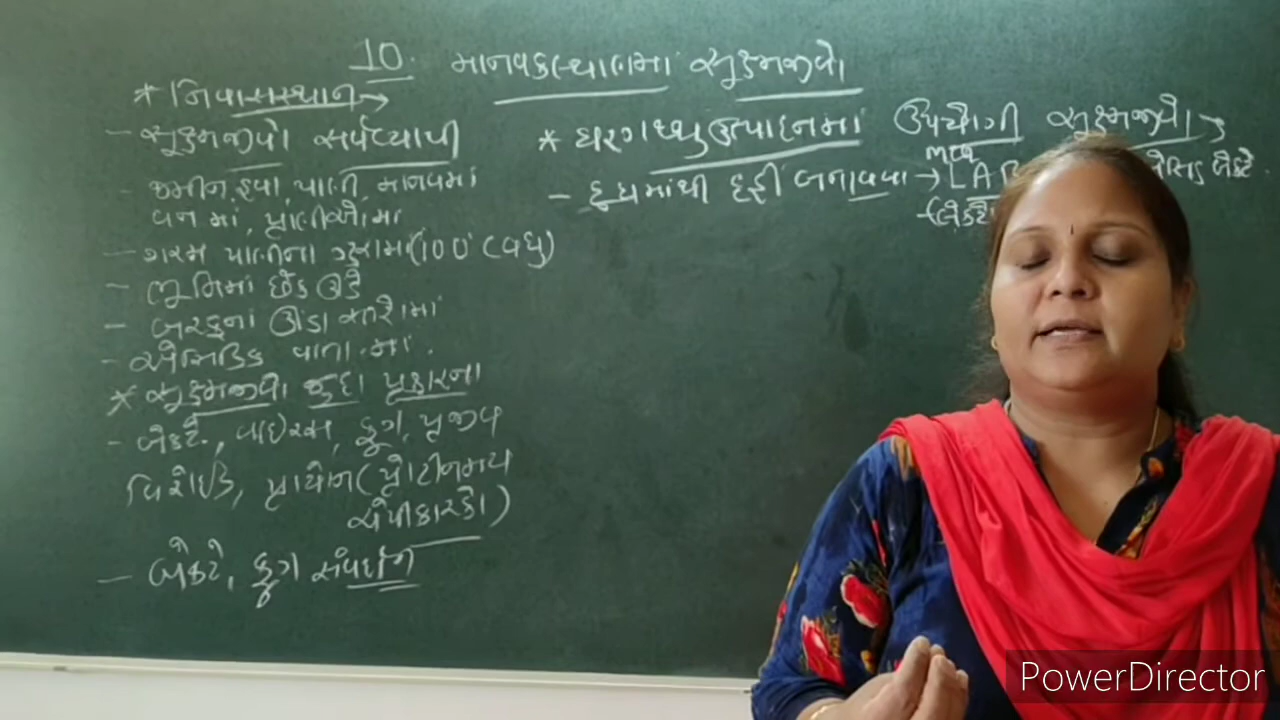 10. માનવકલ્યાણમાં સૂક્ષ્મજીવો
* નિવાસસ્થાન →
- સૂક્ષ્મજીવો સર્વવ્યાપી
- જમીન, હવા, પાણી, માનવમાં
વન માં, પ્રાણીઓમાં
- ગરમ પાણીના ઝરામાં (100°C વધુ)
- ભૂમિમાં છેક ઊંડે
- બરફના ઊંડા સ્તરોમાં
- એસિડિક વાતા.માં.
* સૂક્ષ્મજીવો જુદા પ્રકારના
- બેક્ટે., વાઇરસ, ફૂગ, પ્રજીવ
વિરોઇડ, પ્રાયોન (પ્રોટીનમય
ચેપીકારકો)
- બેક્ટે, ફૂગ સંવર્ધન
* ઘરગથ્થુ ઉત્પાદનમાં ઉપયોગી સૂક્ષ્મજીવો →
- દૂધમાંથી દહીં બનાવવા → LA
PowerDirector